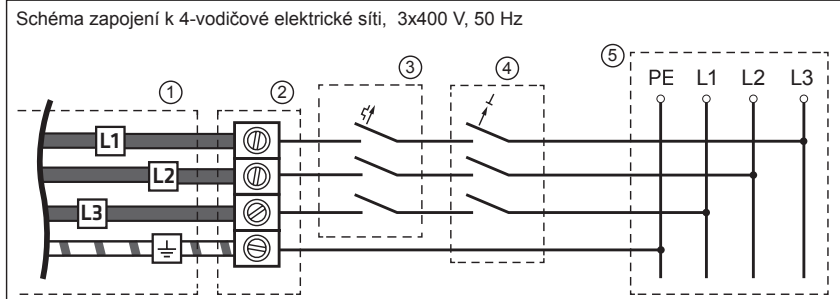 Schéma zapojení k 4-vodičové elektrické síti, 3x400 V, 50 Hz
1
2
3
4
5
PE L1 L2 L3
L1
L2
L3